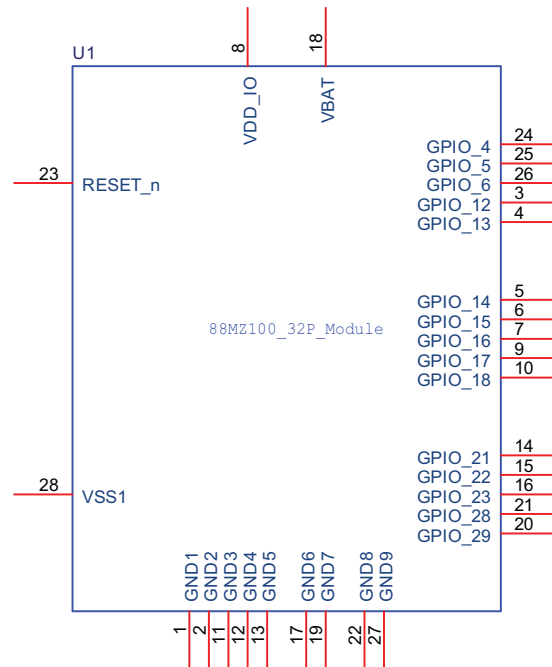 U1
8
18
VDD_IO
VBAT
23
RESET_n
GPIO_4
24
GPIO_5
25
GPIO_6
26
GPIO_12
3
GPIO_13
4
88MZ100_32P_Module
GPIO_14
5
GPIO_15
6
GPIO_16
7
GPIO_17
9
GPIO_18
10
28
VSS1
GPIO_21
14
GPIO_22
15
GPIO_23
16
GPIO_28
21
GPIO_29
20
GND1
GND2
GND3
GND4
GND5
GND6
GND7
GND8
GND9
1
2
11
12
13
17
19
22
27